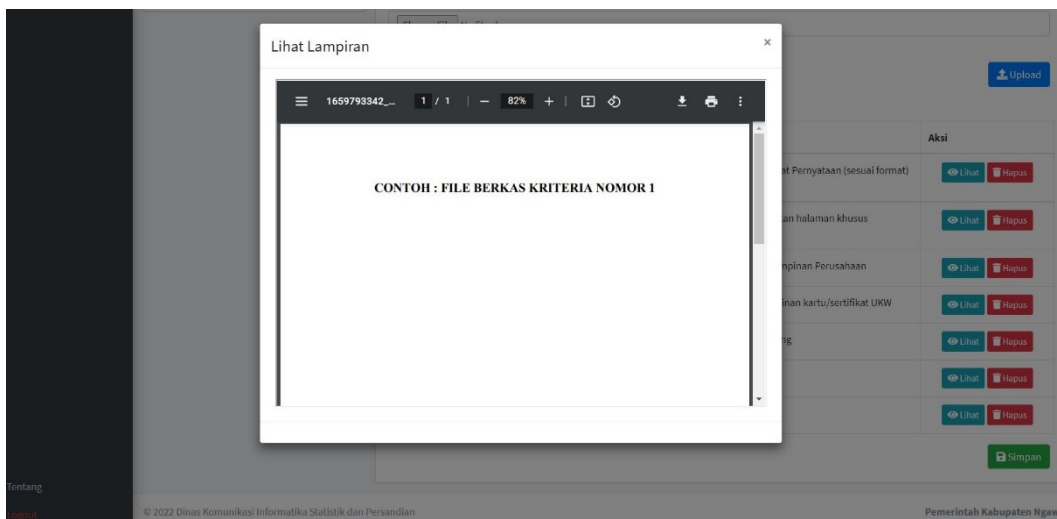 Lihat Lampiran ×
1659793342_... 1 / 1 | − 82% + |
CONTOH : FILE BERKAS KRITERIA NOMOR 1
Upload
Aksi
at Pernyataan (sesuai format) Lihat Hapus
an halaman khusus Lihat Hapus
npinan Perusahaan Lihat Hapus
inan kartu/sertifikat UKW Lihat Hapus
ng Lihat Hapus
Lihat Hapus
Lihat Hapus
Simpan
Tentang
Logout
© 2022 Dinas Komunikasi Informatika Statistik dan Persandian Pemerintah Kabupaten Ngaw